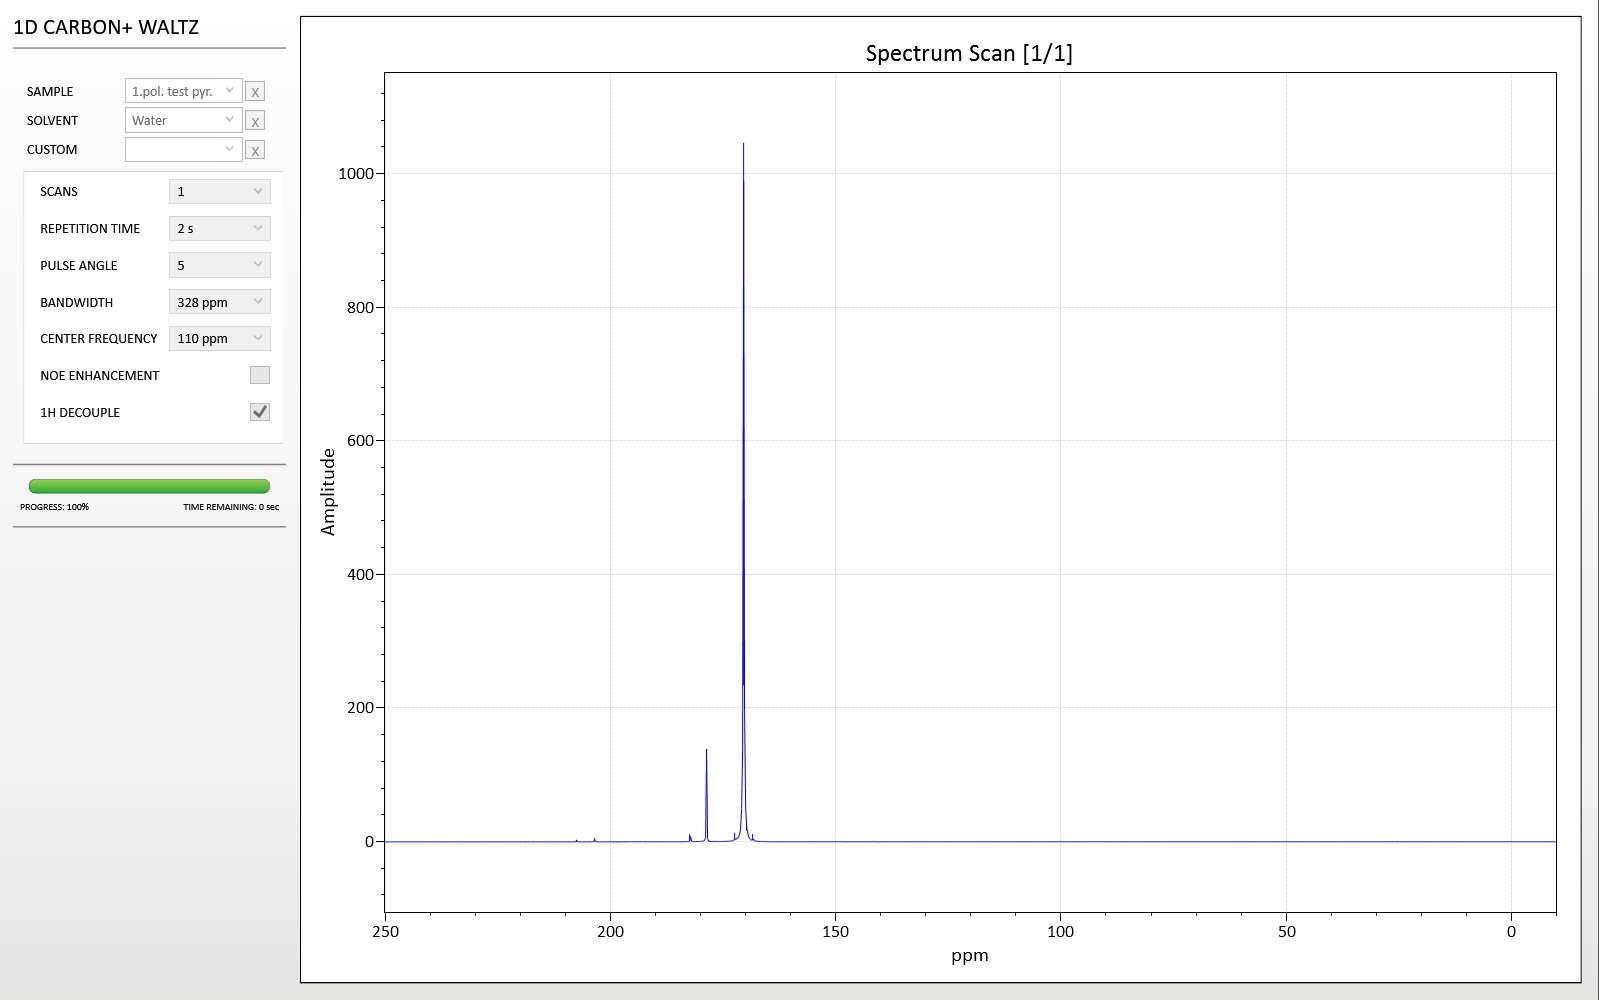 1D CARBON+ WALTZ
SAMPLE 1.pol. test pyr. X
SOLVENT Water X
CUSTOM X
SCANS 1
REPETITION TIME 2 s
PULSE ANGLE 5
BANDWIDTH 328 ppm
CENTER FREQUENCY 110 ppm
NOE ENHANCEMENT
1H DECOUPLE
PROGRESS: 100% TIME REMAINING: 0 sec
Spectrum Scan [1/1]
Amplitude
1000
800
600
400
200
0
250 200 150 100 50 0
ppm